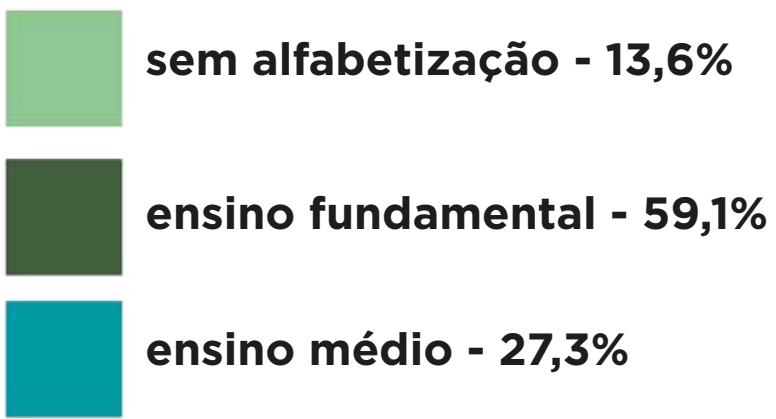 sem alfabetização - 13,6%
ensino fundamental - 59,1%
ensino médio - 27,3%